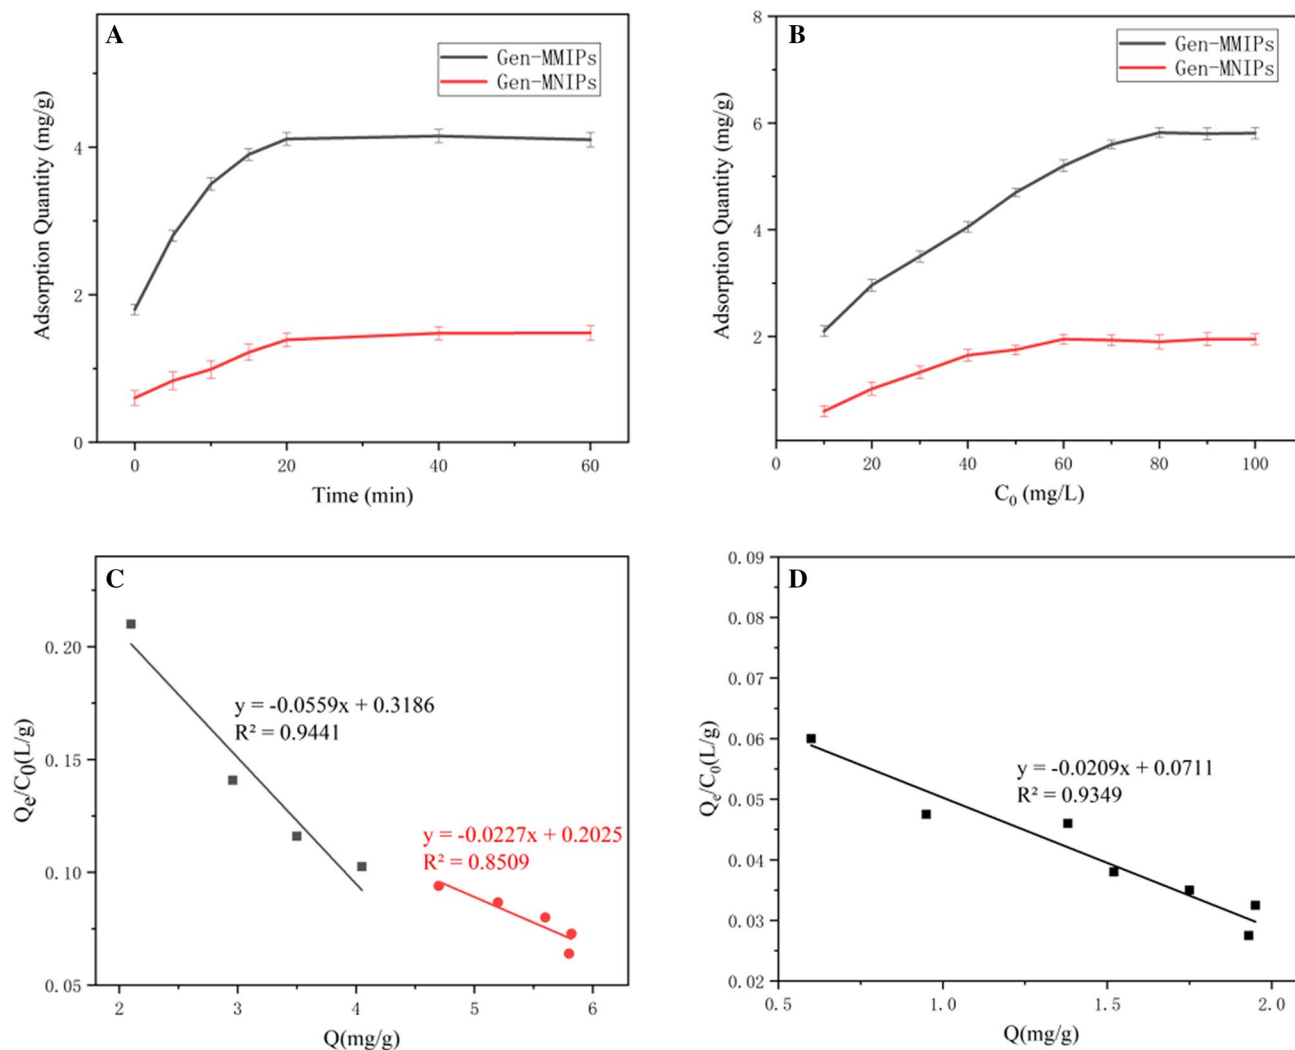 A
Gen-MMIPs
Gen-MNIPs
Adsorption Quantity (mg/g)
4
2
0
0 20 40 60
Time (min)
B
Gen-MMIPs
Gen-MNIPs
Adsorption Quantity (mg/g)
8
6
4
2
0 20 40 60 80 100
C₀ (mg/L)
C
Qₑ/C₀(L/g)
0.20
0.15
0.10
0.05
y = -0.0559x + 0.3186
R² = 0.9441
y = -0.0227x + 0.2025
R² = 0.8509
2 3 4 5 6
Q(mg/g)
D
Qₑ/C₀(L/g)
0.09
0.08
0.07
0.06
0.05
0.04
0.03
0.02
y = -0.0209x + 0.0711
R² = 0.9349
0.5 1.0 1.5 2.0
Q(mg/g)